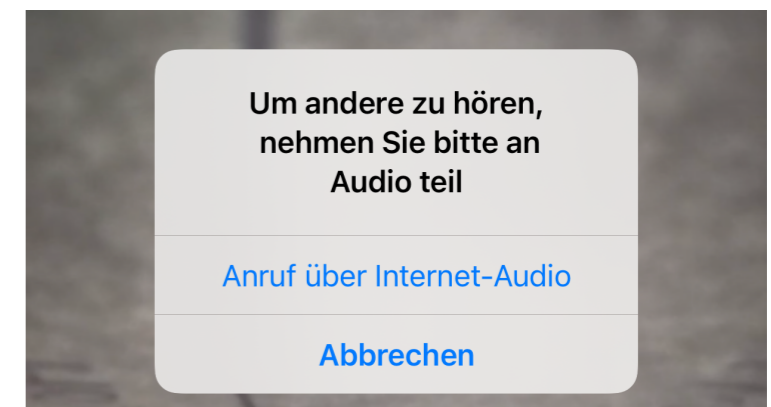 Um andere zu hören,
nehmen Sie bitte an
Audio teil
Anruf über Internet-Audio
Abbrechen